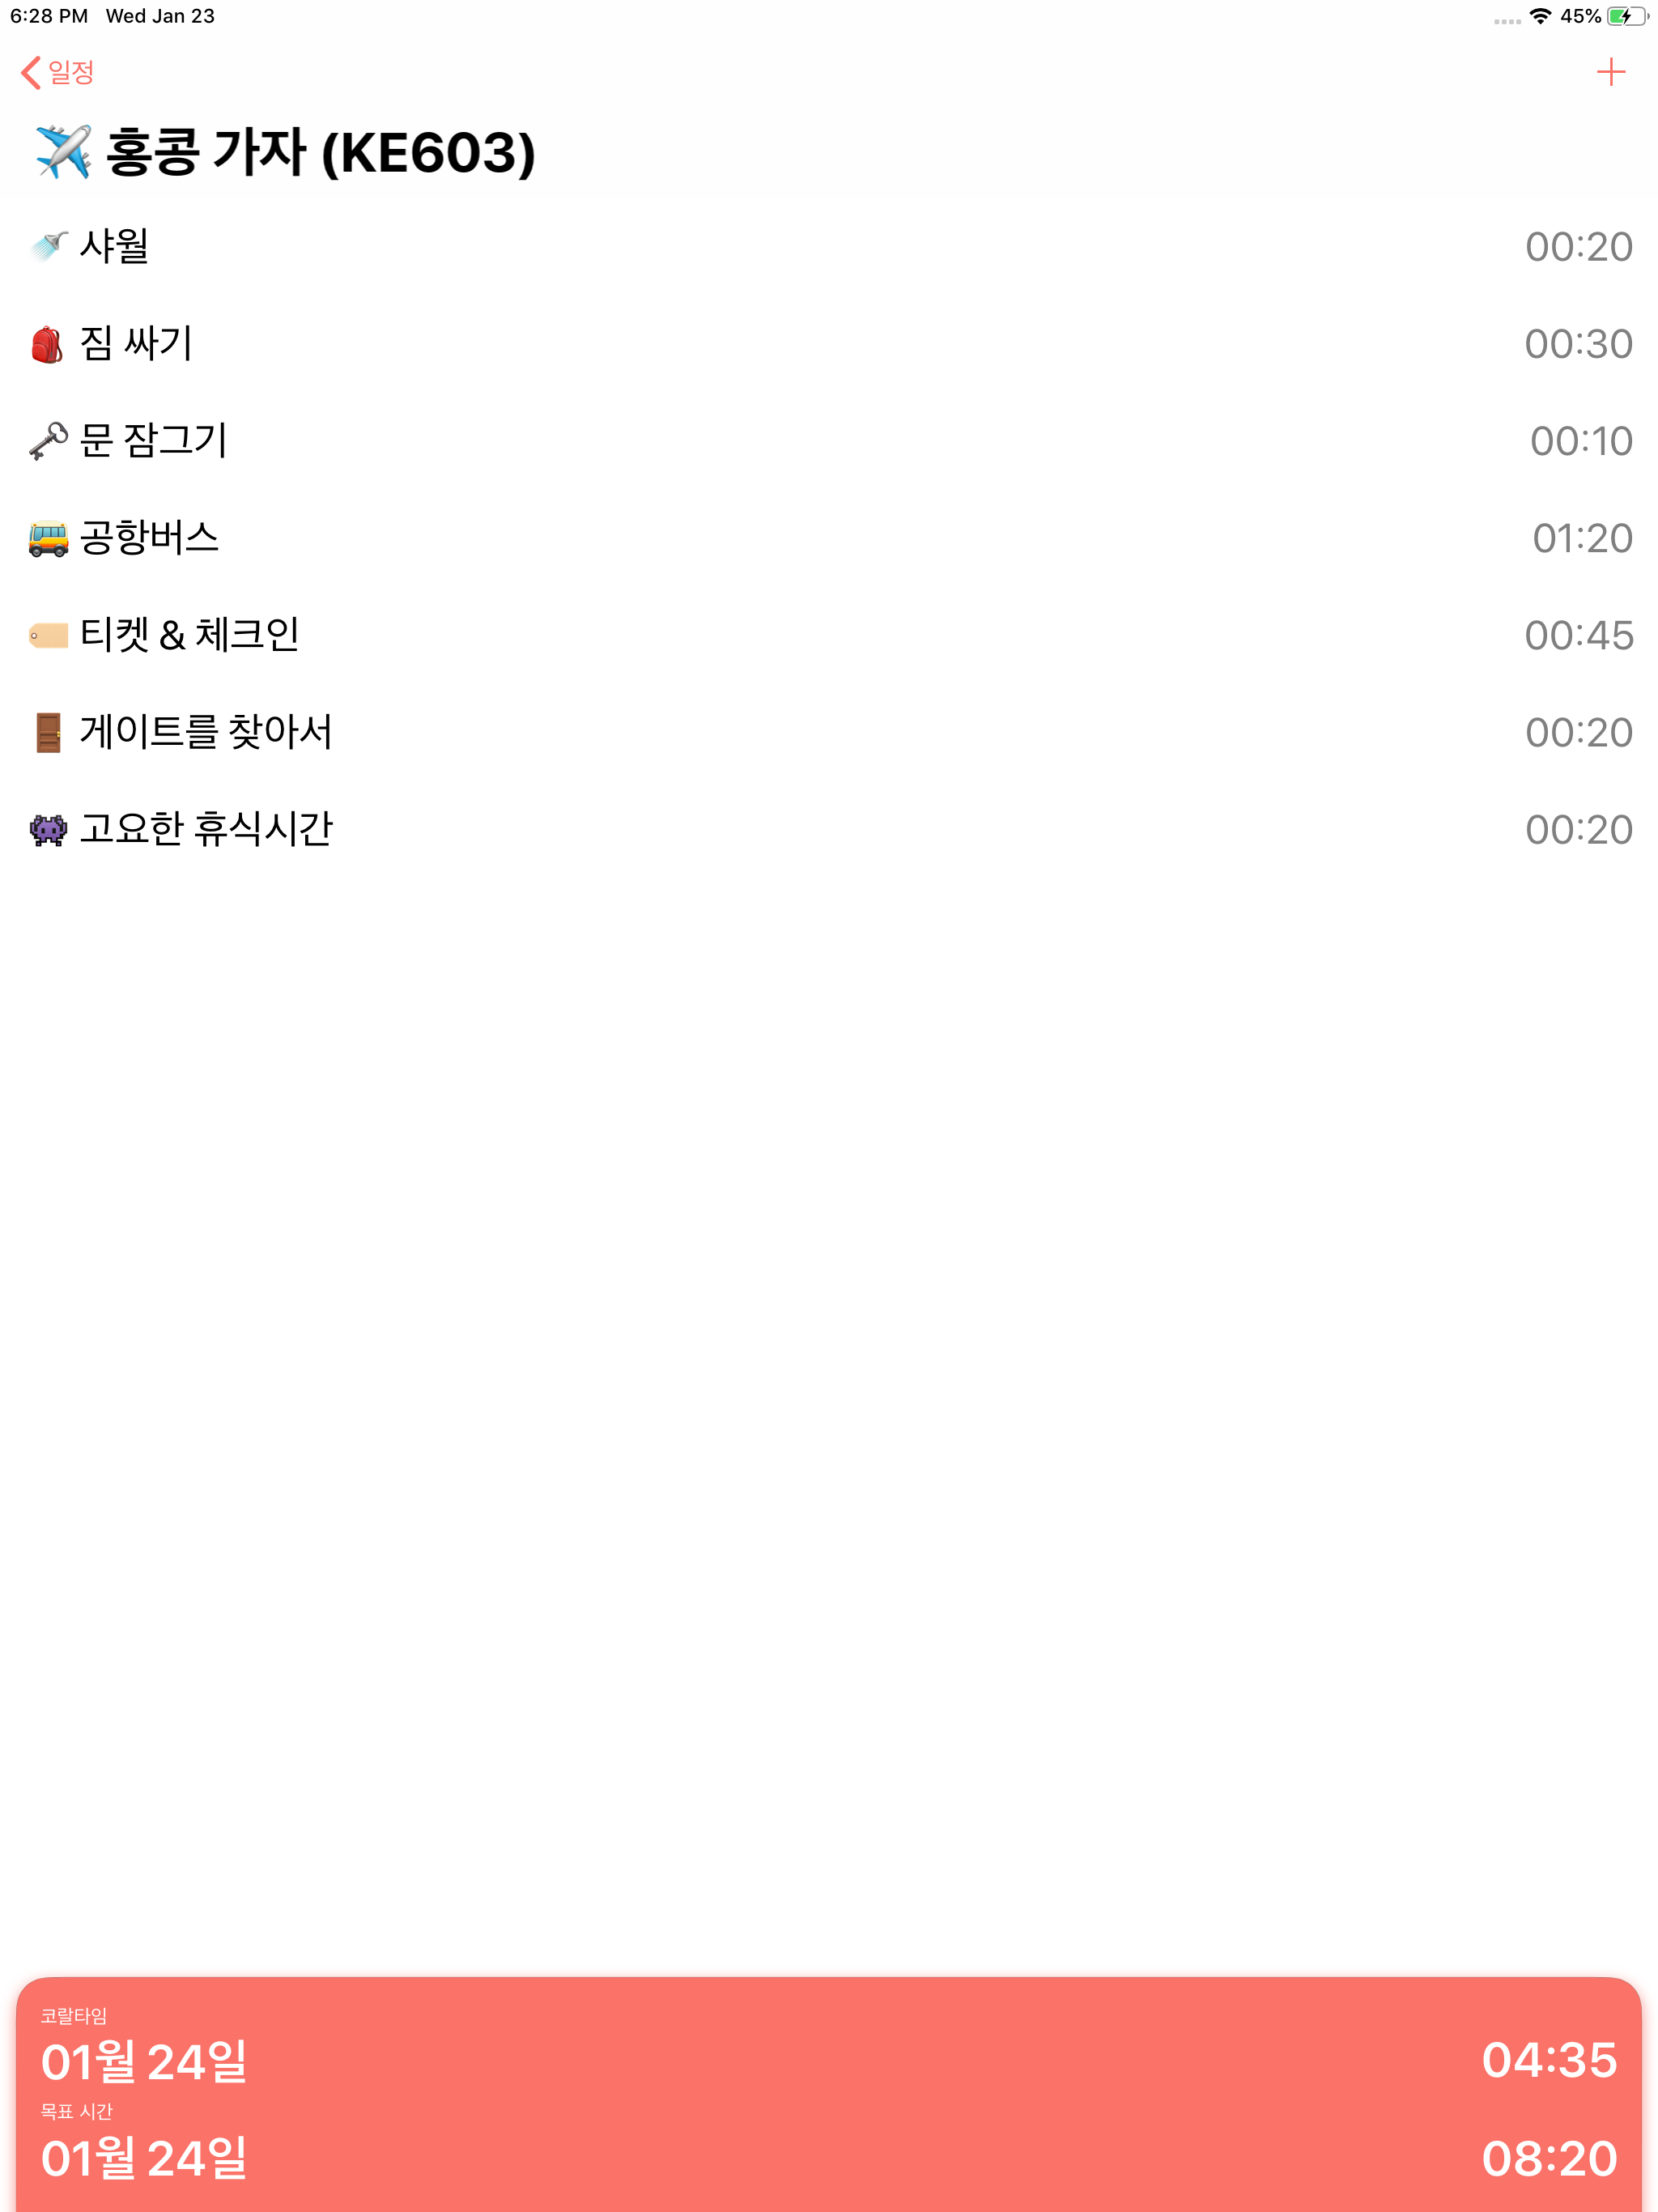 6:28 PM Wed Jan 23 45%
일정
✈️ 홍콩 가자 (KE603)
🚿 샤월 00:20
🎒 짐 싸기 00:30
🗝 문 잠그기 00:10
🚌 공항버스 01:20
🏷 티켓 & 체크인 00:45
🚪 게이트를 찾아서 00:20
👾 고요한 휴식시간 00:20
코랄타임
01월 24일 04:35
목표 시간
01월 24일 08:20